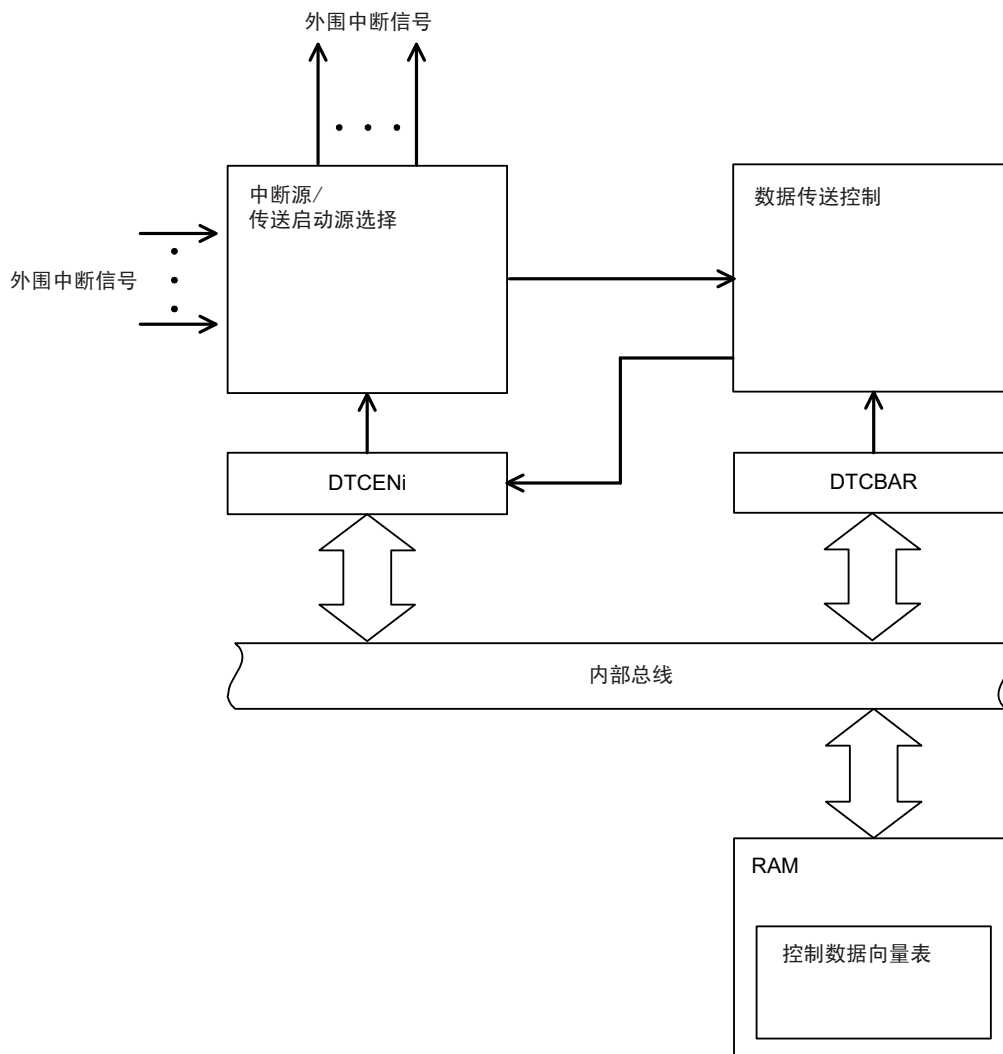 外围中断信号
中断源/
传送启动源选择
数据传送控制
外围中断信号
DTCENi
DTCBAR
内部总线
RAM
控制数据向量表